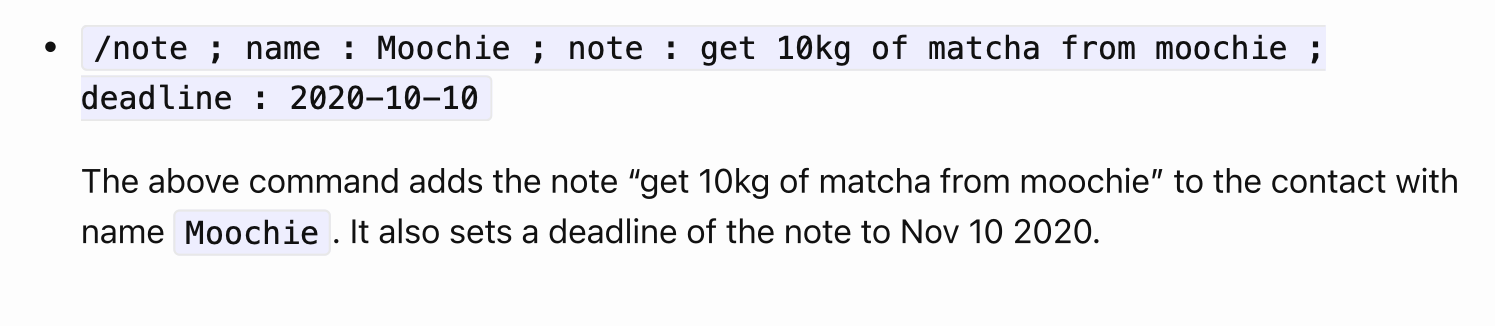 • /note ; name : Moochie ; note : get 10kg of matcha from moochie ;
deadline : 2020-10-10
The above command adds the note “get 10kg of matcha from moochie” to the contact with
name Moochie. It also sets a deadline of the note to Nov 10 2020.